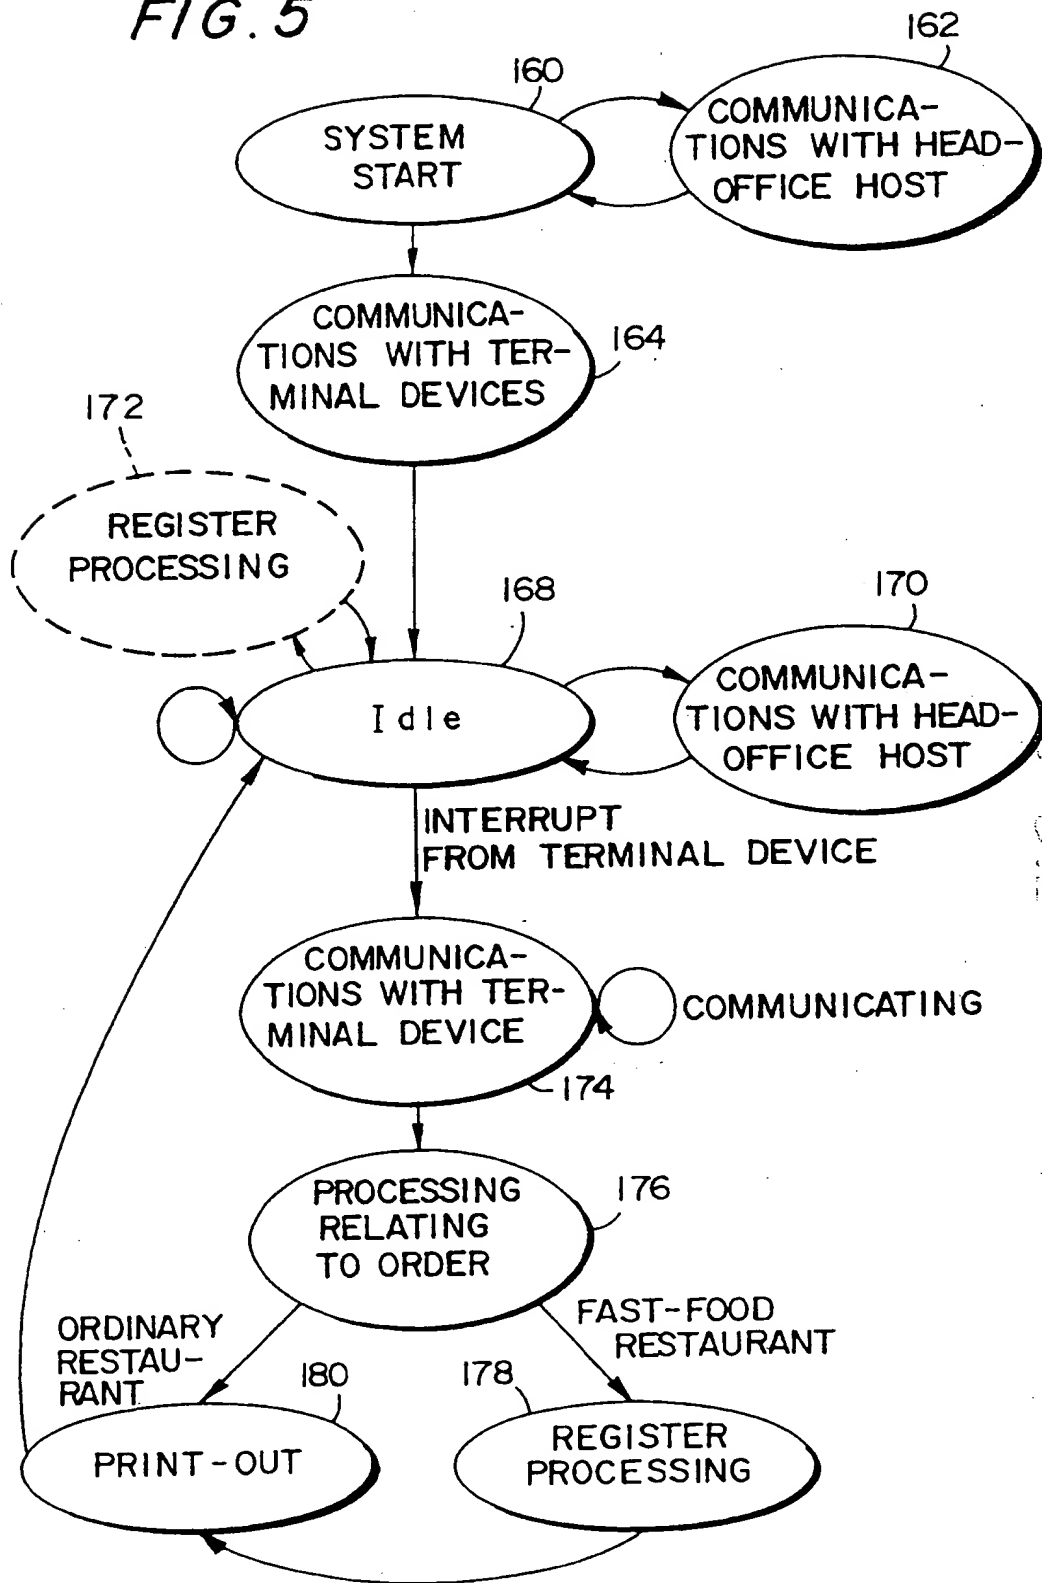 FIG. 5
162
160
COMMUNICA-
TIONS WITH HEAD-
OFFICE HOST
SYSTEM
START
COMMUNICA-
TIONS WITH TER-
MINAL DEVICES
164
172
REGISTER
PROCESSING
168
170
Idle
COMMUNICA-
TIONS WITH HEAD-
OFFICE HOST
INTERRUPT
FROM TERMINAL DEVICE
COMMUNICA-
TIONS WITH TER-
MINAL DEVICE
COMMUNICATING
174
PROCESSING
RELATING
TO ORDER
176
ORDINARY
RESTAU-
RANT
FAST-FOOD
RESTAURANT
180
178
PRINT-OUT
REGISTER
PROCESSING